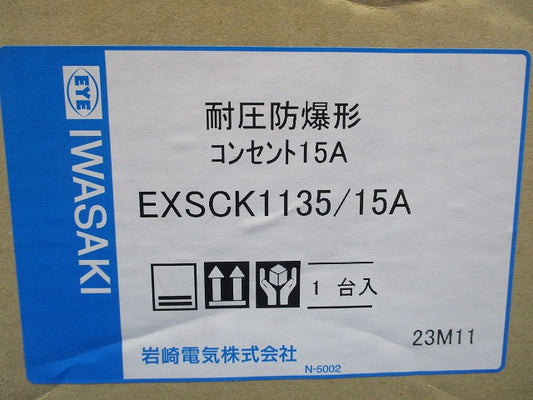 EYE
IWASAKI
耐圧防爆形
コンセント15A
EXSCK1135/15A
1 台入
23M11
岩崎電気株式会社
N-5002